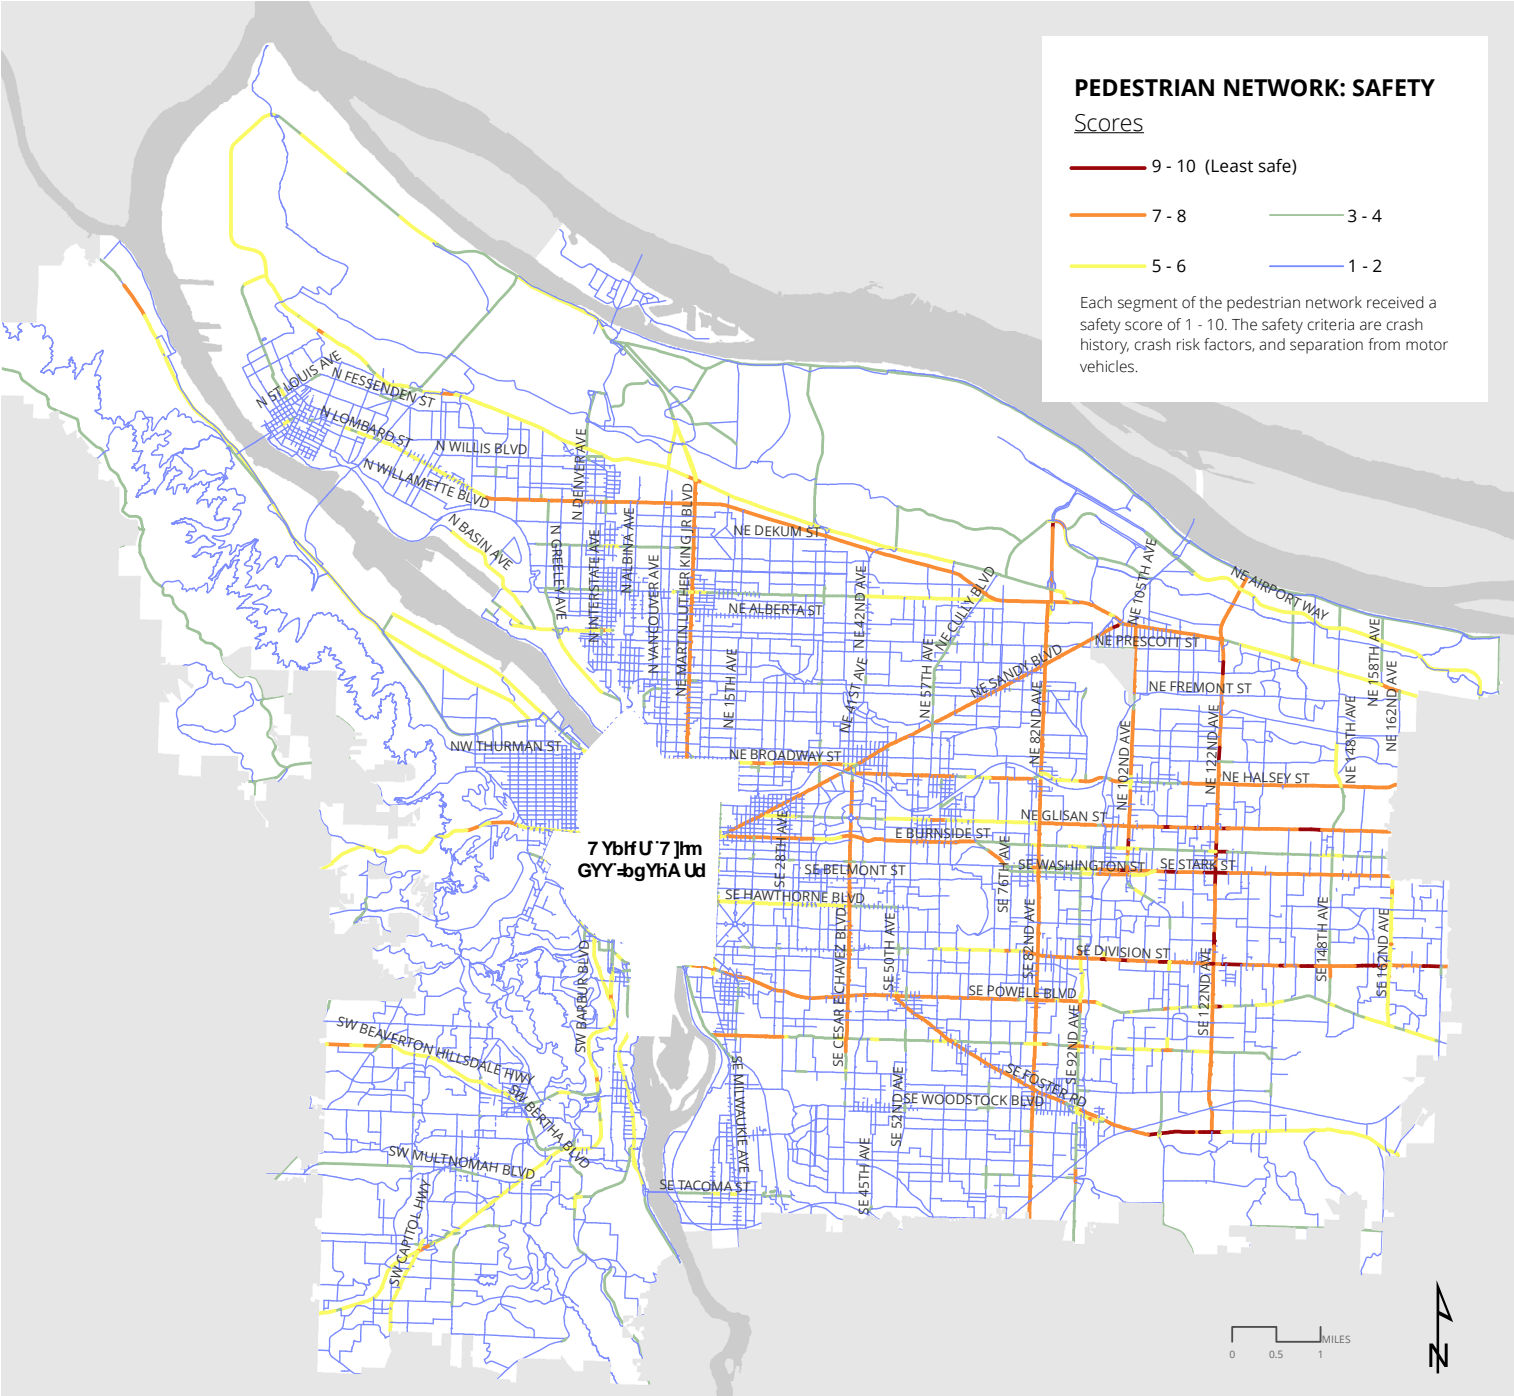 PEDESTRIAN NETWORK: SAFETY
Scores
9 - 10 (Least safe)
7 - 8
3 - 4
5 - 6
1 - 2
Each segment of the pedestrian network received a
safety score of 1 - 10. The safety criteria are crash
history, crash risk factors, and separation from motor
vehicles.
N ST LOUIS AVE
N FESSENDEN ST
N LOMBARD ST
N WILLIS BLVD
N WILLAMETTE BLVD
N DENVER AVE
N BASIN AVE
N GREELEY AVE
N INTERSTATE AVE
N ALBINA AVE
N VANCOUVER AVE
NE MARTIN LUTHER KING JR BLVD
NE DEKUM ST
NE ALBERTA ST
NE 15TH AVE
NE 42ND AVE
NE 41ST AVE
NE 57TH AVE
NE CULLY BLVD
NE SANDY BLVD
NE 82ND AVE
NE 105TH AVE
NE AIRPORT WAY
NE PRESCOTT ST
NE FREMONT ST
NE 102ND AVE
NE 122ND AVE
NE 148TH AVE
NE 158TH AVE
NE 162ND AVE
NW THURMAN ST
NE BROADWAY ST
NE HALSEY ST
NE GLISAN ST
E BURNSIDE ST
SE 28TH AVE
SE BELMONT ST
SE 76TH AVE
SE WASHINGTON ST
SE STARK ST
SE HAWTHORNE BLVD
SE CESAR E CHAVEZ BLVD
SE 50TH AVE
SE 82ND AVE
SE DIVISION ST
SE 122ND AVE
SE 148TH AVE
SE 162ND AVE
SE POWELL BLVD
SE 92ND AVE
SW BARBUR BLVD
SW BEAVERTON HILLSDALE HWY
SW BERTHA BLVD
SE FOSTER RD
SE WOODSTOCK BLVD
SE 52ND AVE
SE MILWAUKIE AVE
SE 45TH AVE
SW MULTNOMAH BLVD
SW CAPITOL HWY
SE TACOMA ST
MILES
0 0.5 1
N